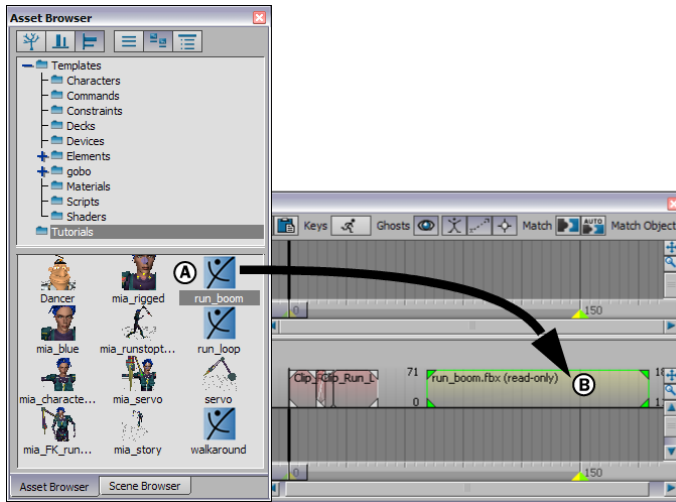 Asset Browser
Templates
Characters
Commands
Constraints
Decks
Devices
Elements
gobo
Materials
Scripts
Shaders
Tutorials
A
Dancer
mia_rigged
run_boom
mia_blue
mia_runstopt...
run_loop
mia_characte...
mia_servo
servo
mia_FK_run...
mia_story
walkaround
Asset Browser
Scene Browser
Keys
Ghosts
Match
AUTO
Match Object
0
150
71
run_boom.fbx (read-only)
B
0
0
150